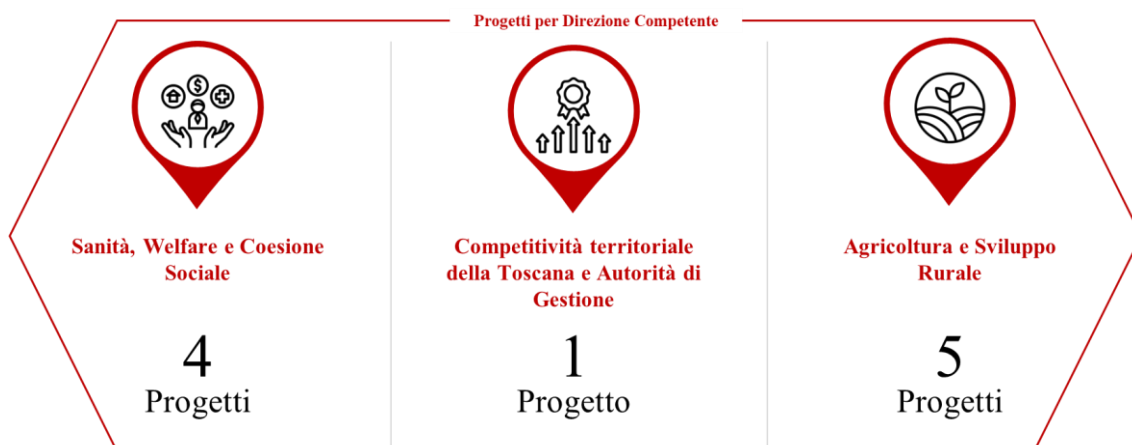 Progetti per Direzione Competente
Sanità, Welfare e Coesione
Sociale
4
Progetti
Competitività territoriale
della Toscana e Autorità di
Gestione
1
Progetto
Agricoltura e Sviluppo
Rurale
5
Progetti